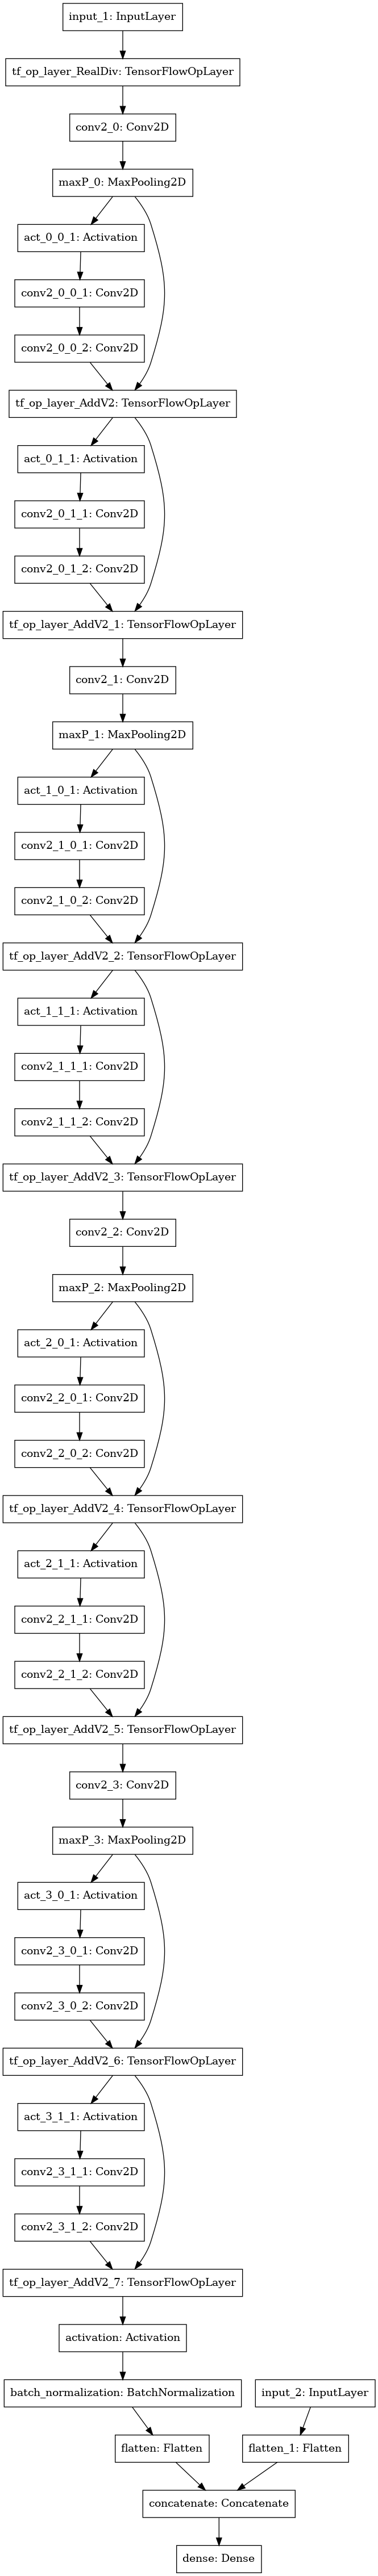 input_1: InputLayer
tf_op_layer_RealDiv: TensorFlowOpLayer
conv2_0: Conv2D
maxP_0: MaxPooling2D
act_0_0_1: Activation
conv2_0_0_1: Conv2D
conv2_0_0_2: Conv2D
tf_op_layer_AddV2: TensorFlowOpLayer
act_0_1_1: Activation
conv2_0_1_1: Conv2D
conv2_0_1_2: Conv2D
tf_op_layer_AddV2_1: TensorFlowOpLayer
conv2_1: Conv2D
maxP_1: MaxPooling2D
act_1_0_1: Activation
conv2_1_0_1: Conv2D
conv2_1_0_2: Conv2D
tf_op_layer_AddV2_2: TensorFlowOpLayer
act_1_1_1: Activation
conv2_1_1_1: Conv2D
conv2_1_1_2: Conv2D
tf_op_layer_AddV2_3: TensorFlowOpLayer
conv2_2: Conv2D
maxP_2: MaxPooling2D
act_2_0_1: Activation
conv2_2_0_1: Conv2D
conv2_2_0_2: Conv2D
tf_op_layer_AddV2_4: TensorFlowOpLayer
act_2_1_1: Activation
conv2_2_1_1: Conv2D
conv2_2_1_2: Conv2D
tf_op_layer_AddV2_5: TensorFlowOpLayer
conv2_3: Conv2D
maxP_3: MaxPooling2D
act_3_0_1: Activation
conv2_3_0_1: Conv2D
conv2_3_0_2: Conv2D
tf_op_layer_AddV2_6: TensorFlowOpLayer
act_3_1_1: Activation
conv2_3_1_1: Conv2D
conv2_3_1_2: Conv2D
tf_op_layer_AddV2_7: TensorFlowOpLayer
activation: Activation
batch_normalization: BatchNormalization
input_2: InputLayer
flatten: Flatten
flatten_1: Flatten
concatenate: Concatenate
dense: Dense